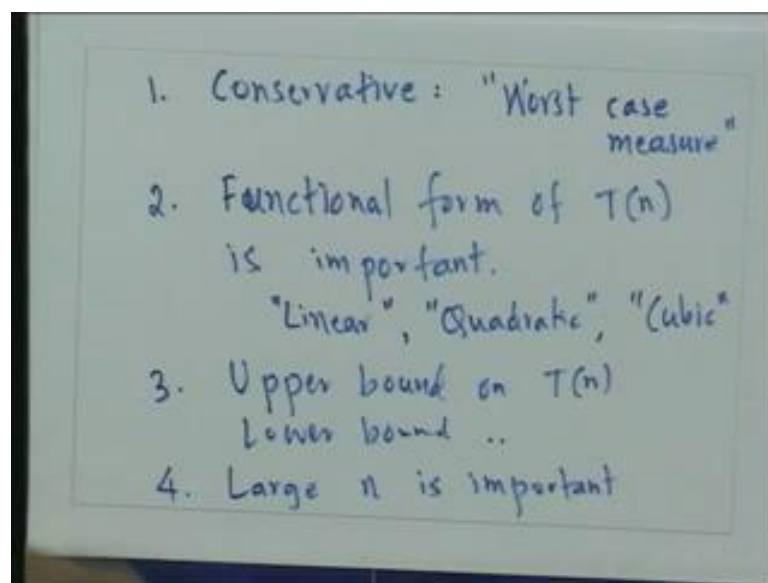 1. Conservative : "Worst case
measure"
2. Functional form of T(n)
is important.
"Linear", "Quadratic", "Cubic"
3. Upper bound on T(n)
Lower bound ..
4. Large n is important